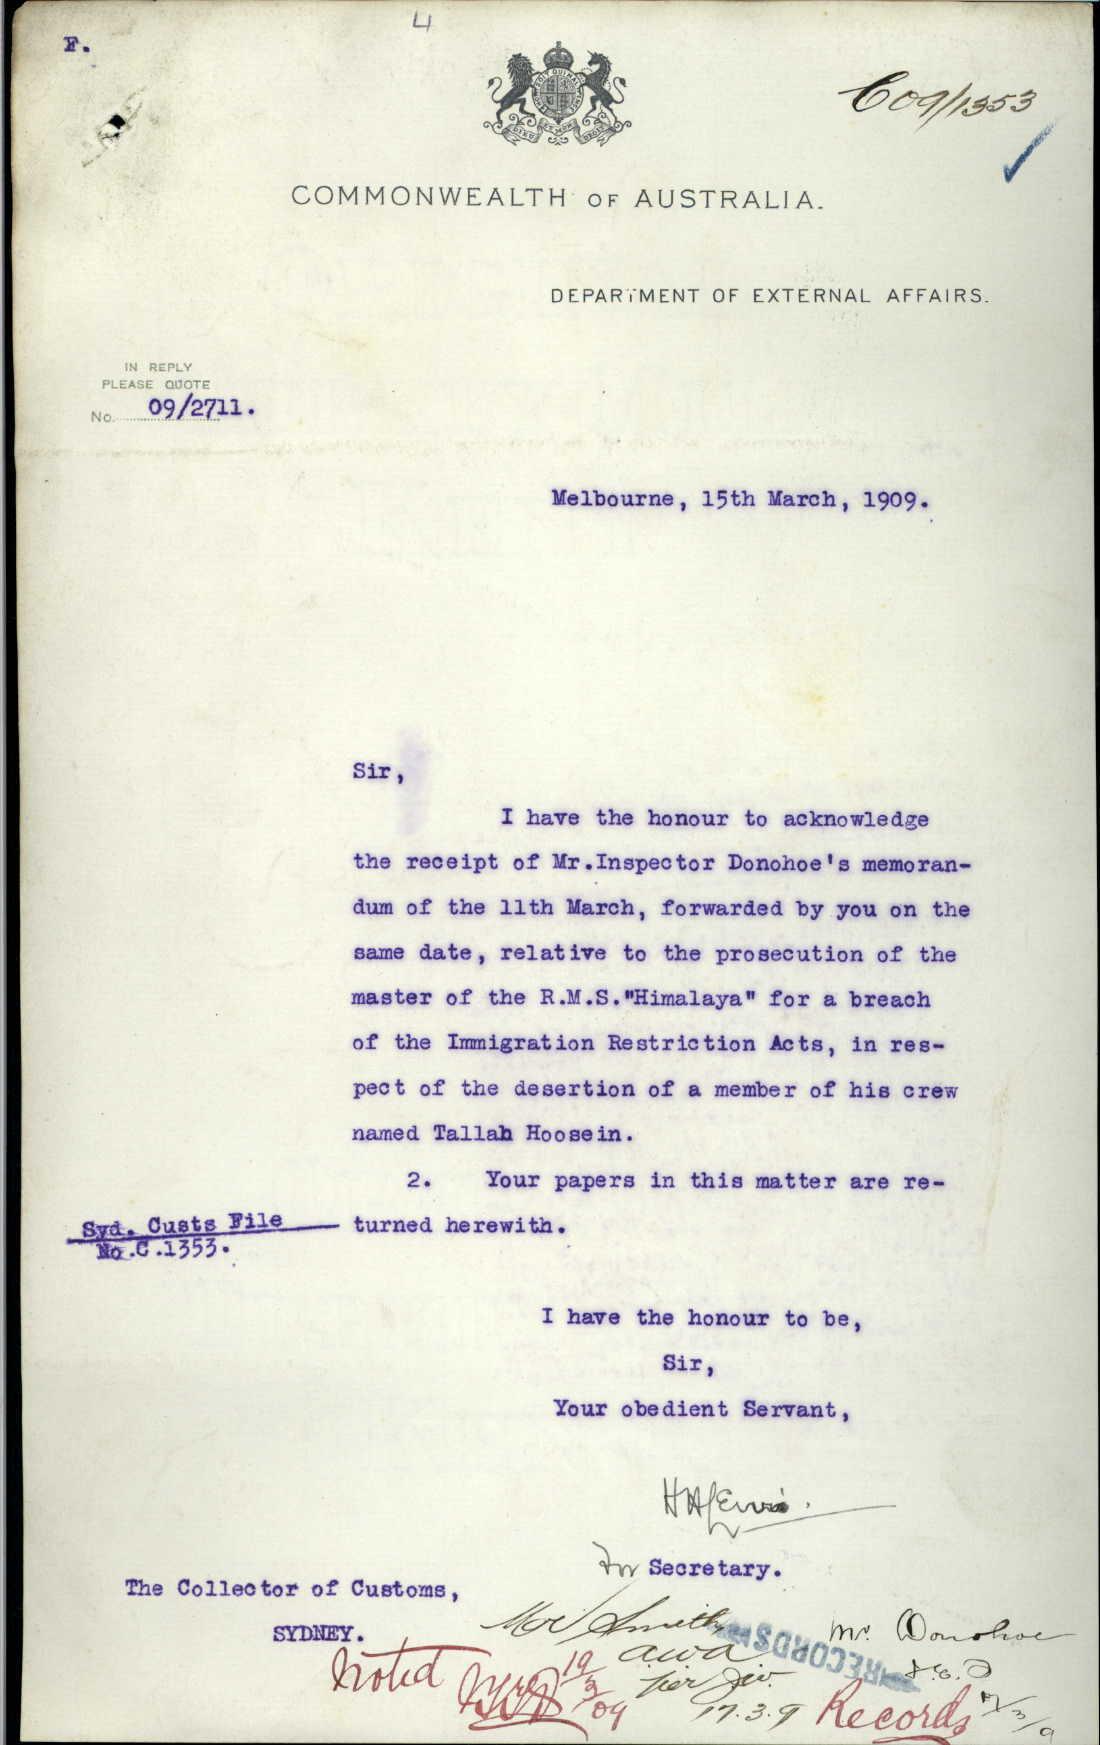 4
F.
C09/1353
COMMONWEALTH OF AUSTRALIA.
DEPARTMENT OF EXTERNAL AFFAIRS.
IN REPLY
PLEASE QUOTE
No. 09/2711.
Melbourne, 15th March, 1909.
Sir,
I have the honour to acknowledge
the receipt of Mr.Inspector Donohoe's memoran-
dum of the 11th March, forwarded by you on the
same date, relative to the prosecution of the
master of the R.M.S."Himalaya" for a breach
of the Immigration Restriction Acts, in res-
pect of the desertion of a member of his crew
named Tallah Hoosein.
2. Your papers in this matter are re-
turned herewith.
Syd. Custs File
No.C.1353.
I have the honour to be,
Sir,
Your obedient Servant,
for Secretary.
The Collector of Customs,
SYDNEY.
Mr Smith
17.3.9
RECORDS
Mr. Donohoe
Noted
19/3/09
Records